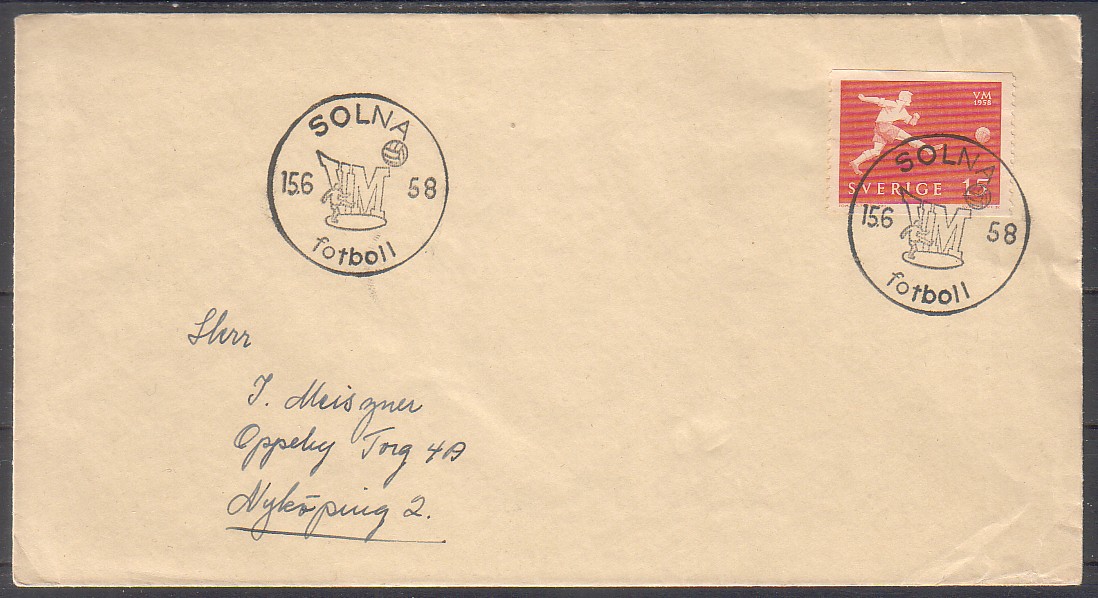 SOLNA
15.6 58
VM
fotboll
VM
1958
SVERIGE 15
SOLNA
15.6 58
VM
fotboll
Herr
J. Meiszner
Oppeby Torg 4A
Nyköping 2.